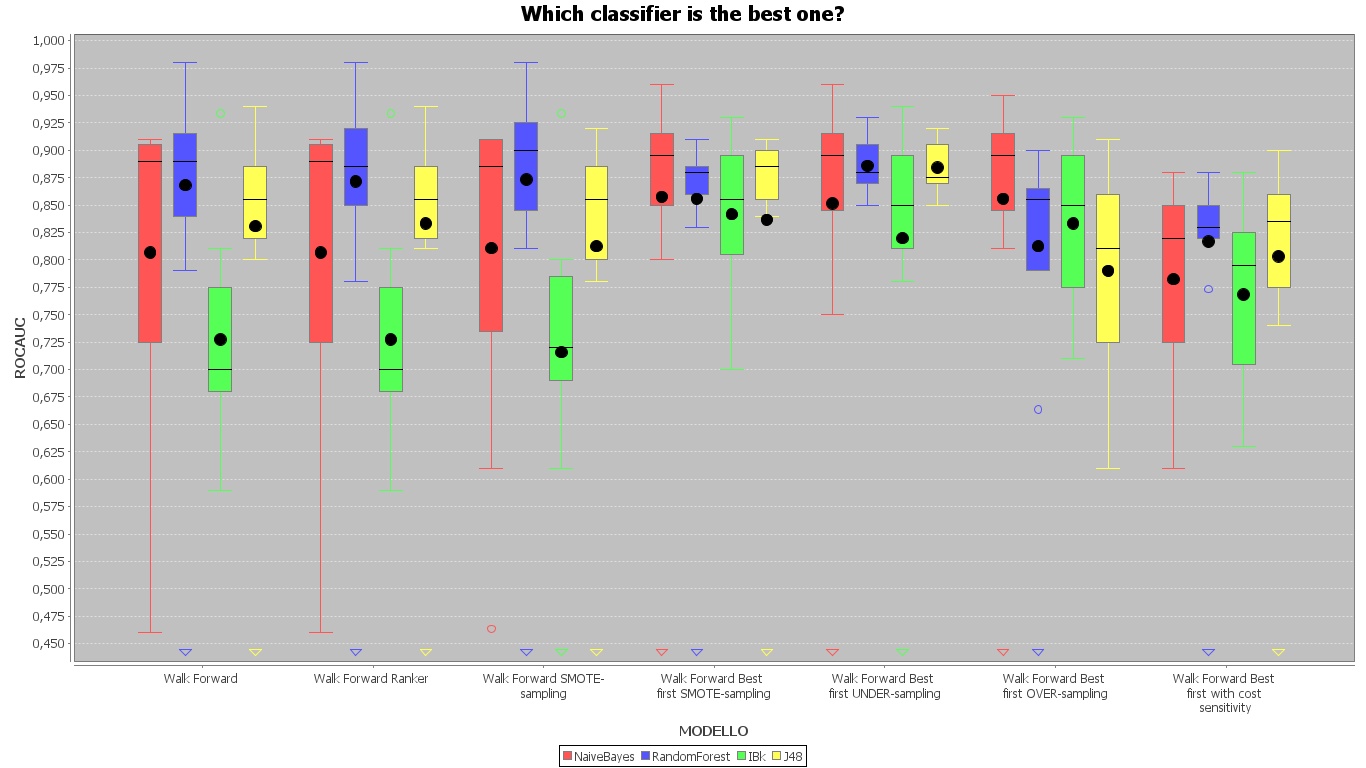 Which classifier is the best one?
1,000
0,975
0,950
0,925
0,900
0,875
0,850
0,825
0,800
0,775
0,750
0,725
0,700
0,675
0,650
0,625
0,600
0,575
0,550
0,525
0,500
0,475
0,450
ROCAUC
Walk Forward
Walk Forward Ranker
Walk Forward SMOTE-
sampling
Walk Forward Best
first SMOTE-sampling
Walk Forward Best
first UNDER-sampling
Walk Forward Best
first OVER-sampling
Walk Forward Best
first with cost
sensitivity
MODELLO
NaiveBayes RandomForest IBk J48